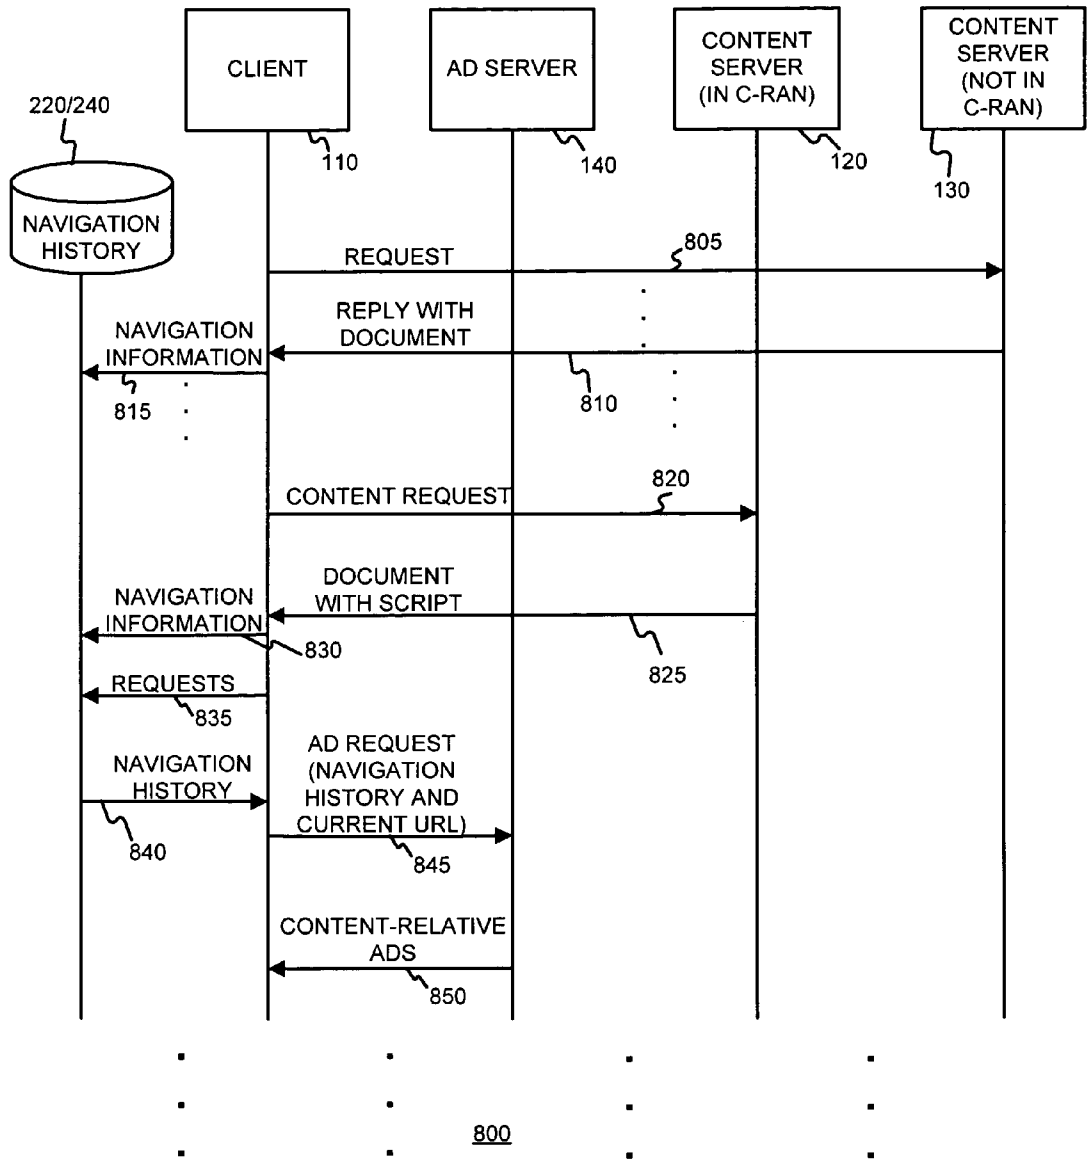 CLIENT
AD SERVER
CONTENT
SERVER
(IN C-RAN)
CONTENT
SERVER
(NOT IN
C-RAN)
220/240
110
140
120
130
NAVIGATION
HISTORY
REQUEST
805
REPLY WITH
DOCUMENT
NAVIGATION
INFORMATION
815
810
CONTENT REQUEST
820
DOCUMENT
WITH SCRIPT
NAVIGATION
INFORMATION
830
825
REQUESTS
835
NAVIGATION
HISTORY
AD REQUEST
(NAVIGATION
HISTORY AND
CURRENT URL)
840
845
CONTENT-RELATIVE
ADS
850
800